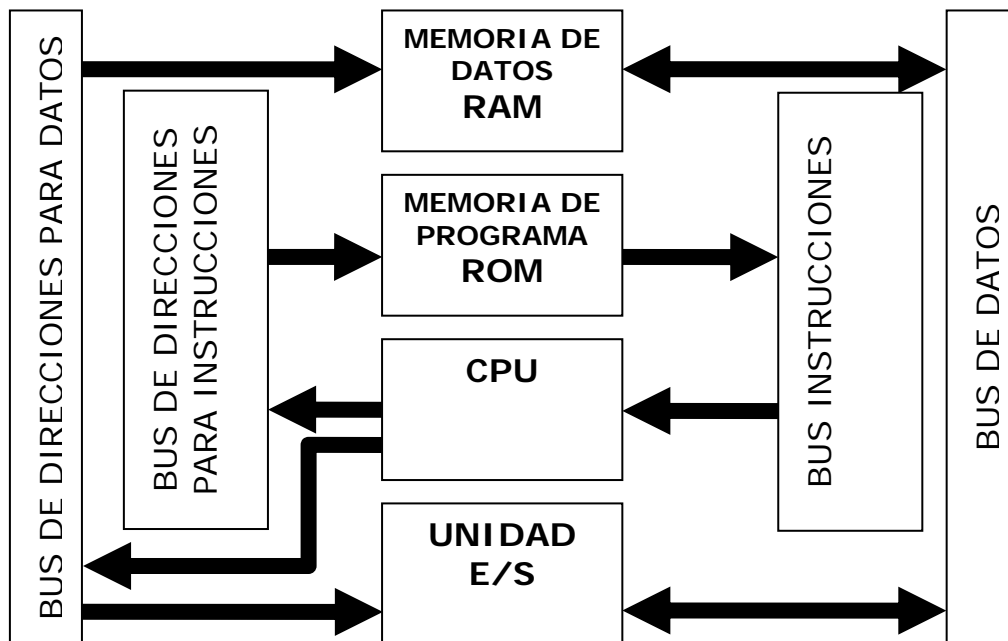 BUS DE DIRECCIONES PARA DATOS
BUS DE DIRECCIONES
PARA INSTRUCCIONES
MEMORIA DE
DATOS
RAM
MEMORIA DE
PROGRAMA
ROM
CPU
UNIDAD
E/S
BUS INSTRUCCIONES
BUS DE DATOS